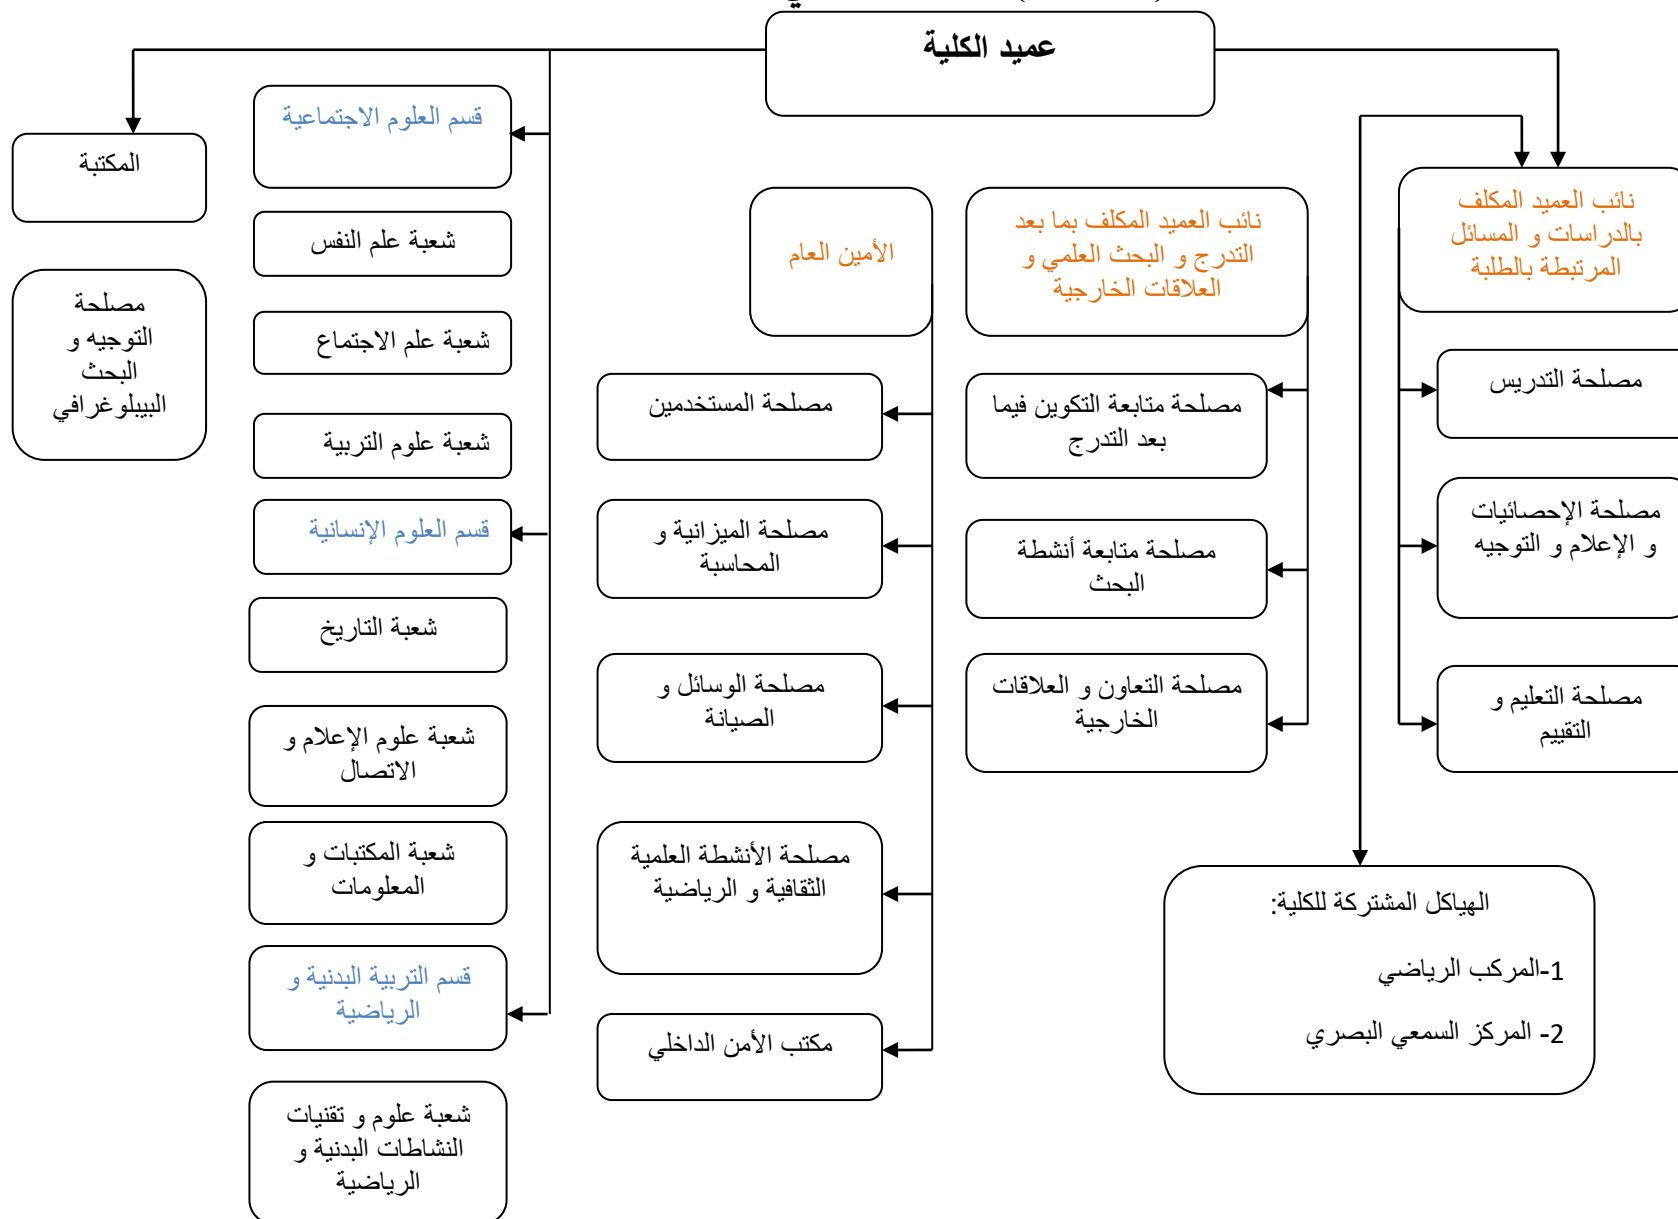 عميد الكلية
نائب العميد المكلف
بالدراسات و المسائل
المرتبطة بالطلبة
مصلحة التدريس
مصلحة الإحصائيات
و الإعلام و التوجيه
مصلحة التعليم و
التقييم
نائب العميد المكلف بما بعد
التدرج و البحث العلمي و
العلاقات الخارجية
مصلحة متابعة التكوين فيما
بعد التدرج
مصلحة متابعة أنشطة
البحث
مصلحة التعاون و العلاقات
الخارجية
الهياكل المشتركة للكلية:
1-المركب الرياضي
2- المركز السمعي البصري
الأمين العام
مصلحة المستخدمين
مصلحة الميزانية و
المحاسبة
مصلحة الوسائل و
الصيانة
مصلحة الأنشطة العلمية
الثقافية و الرياضية
مكتب الأمن الداخلي
قسم العلوم الاجتماعية
شعبة علم النفس
شعبة علم الاجتماع
شعبة علوم التربية
قسم العلوم الإنسانية
شعبة التاريخ
شعبة علوم الإعلام و
الاتصال
شعبة المكتبات و
المعلومات
قسم التربية البدنية و
الرياضية
شعبة علوم و تقنيات
النشاطات البدنية و
الرياضية
المكتبة
مصلحة
التوجيه و
البحث
البيبلوغرافي